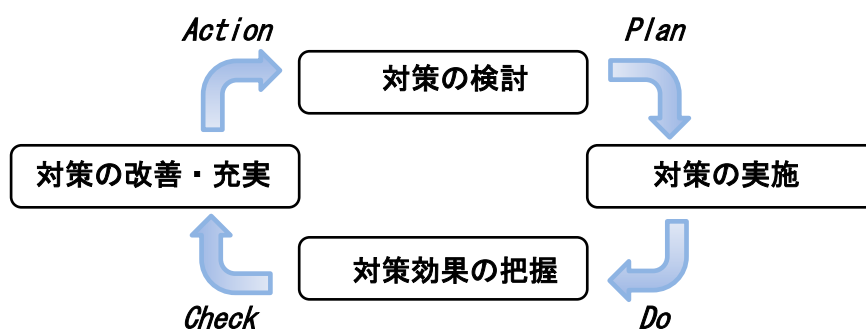 Action
Plan
対策の検討
対策の改善・充実
対策の実施
対策効果の把握
Check
Do